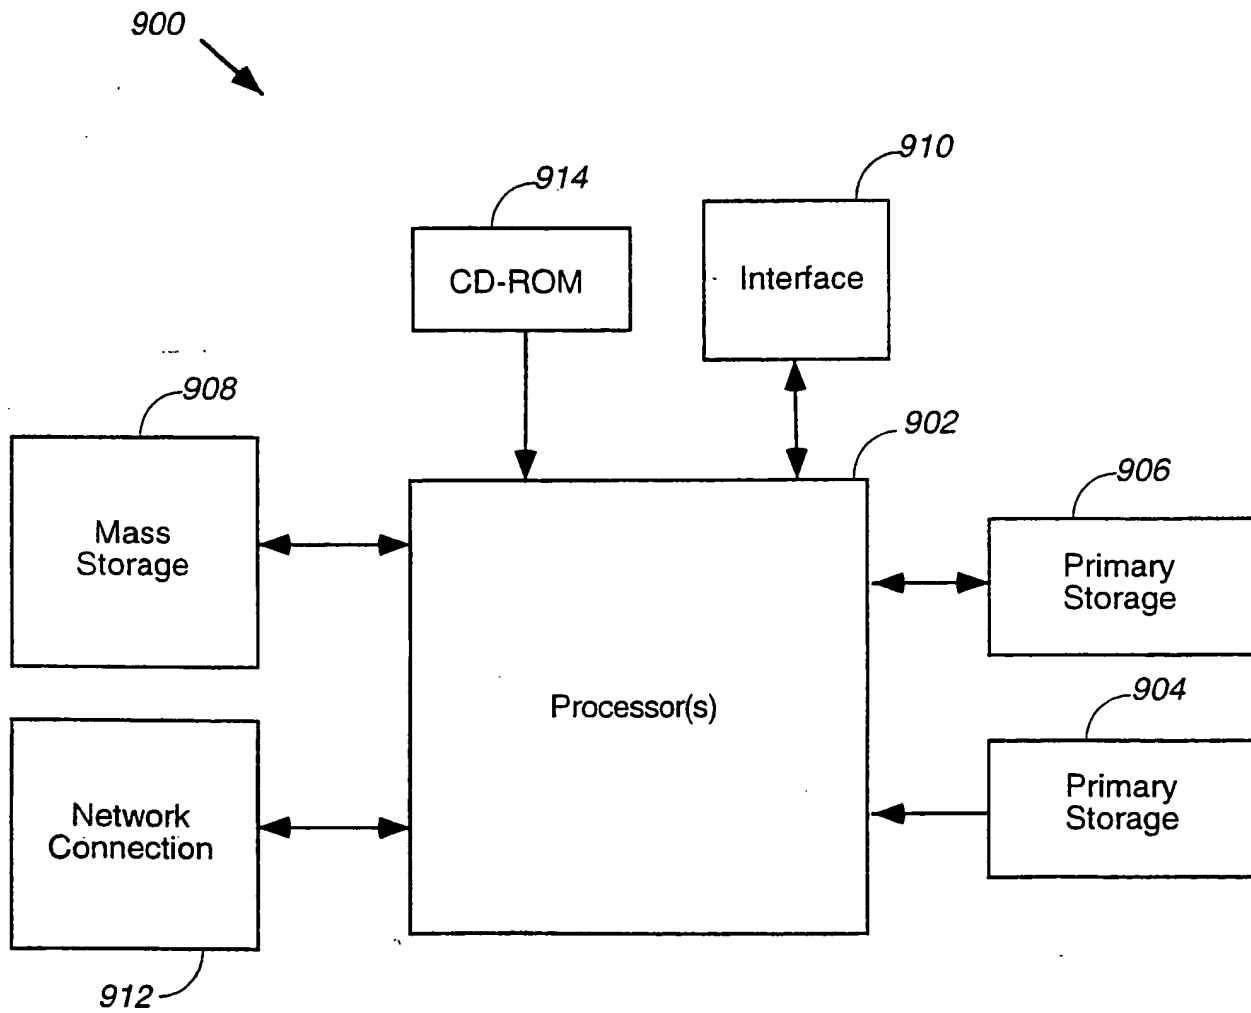 900
910
914
CD-ROM
Interface
908
902
906
Mass
Storage
Primary
Storage
904
Processor(s)
Primary
Storage
Network
Connection
912